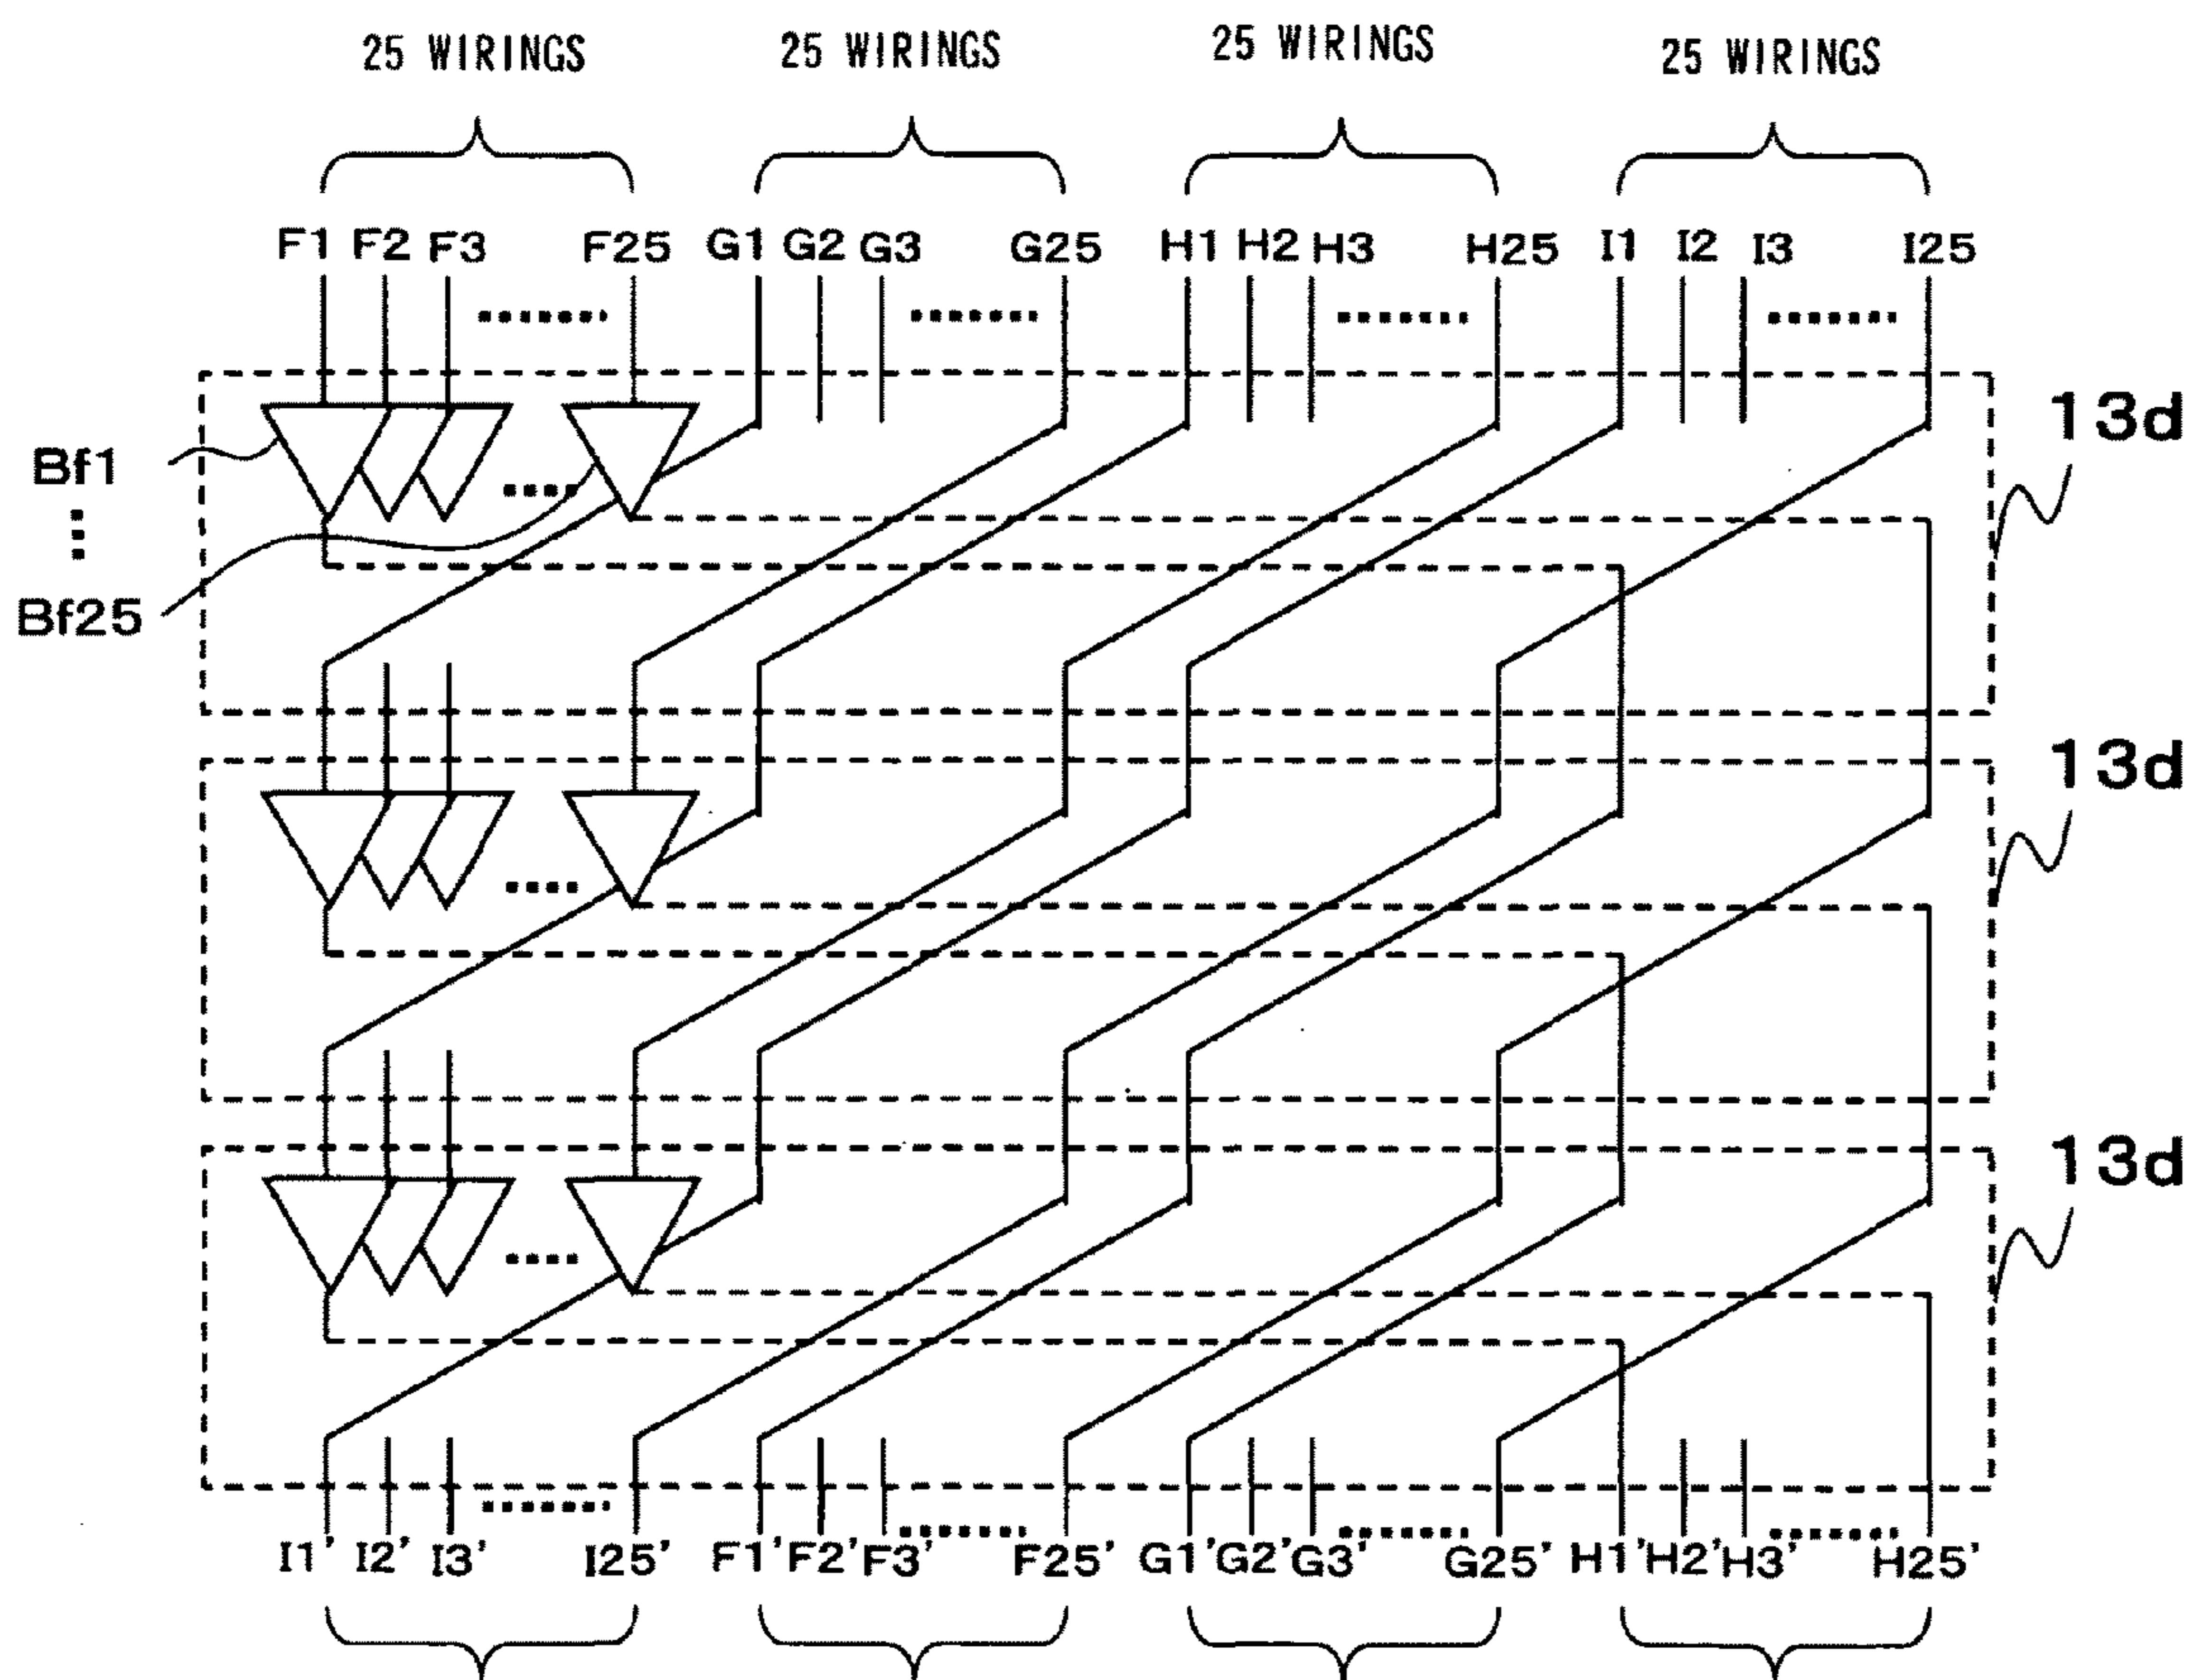 25 WIRINGS 25 WIRINGS 25 WIRINGS 25 WIRINGS
F1 F2 F3 F25 G1 G2 G3 G25 H1 H2 H3 H25 I1 I2 I3 I25
13d
Bf1
Bf25
13d
13d
I1' I2' I3' I25' F1' F2' F3' F25' G1' G2' G3' G25' H1' H2' H3' H25'